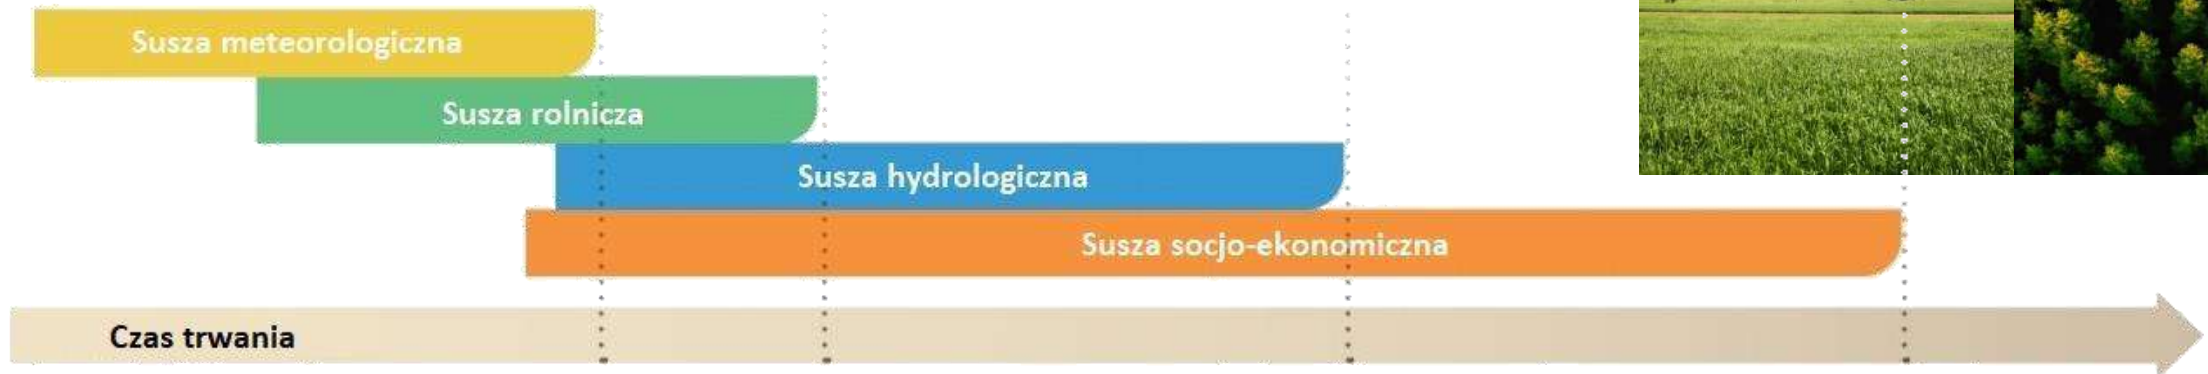 Susza meteorologiczna
Susza rolnicza
Susza hydrologiczna
Susza socjo-ekonomiczna
Czas trwania